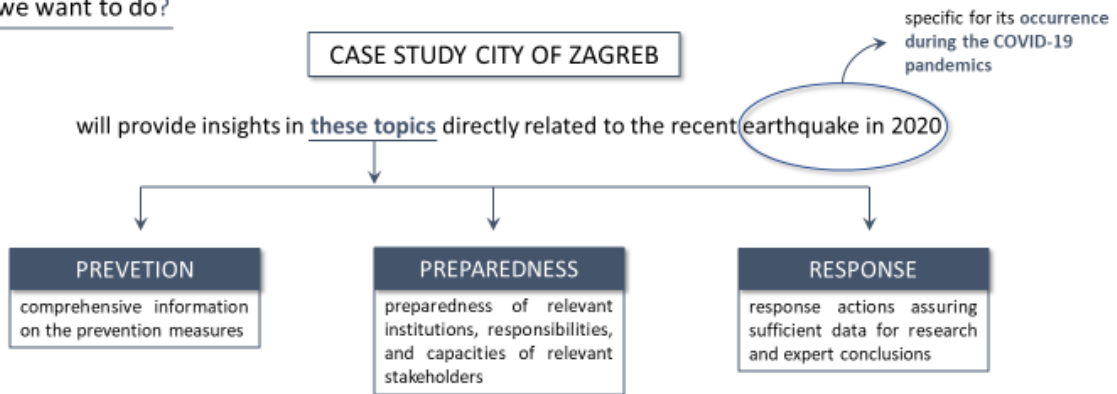 we want to do?
specific for its occurrence
during the COVID-19
pandemics
CASE STUDY CITY OF ZAGREB
will provide insights in these topics directly related to the recent earthquake in 2020
PREVETION
comprehensive information
on the prevention measures
PREPAREDNESS
preparedness of relevant
institutions, responsibilities,
and capacities of relevant
stakeholders
RESPONSE
response actions assuring
sufficient data for research
and expert conclusions